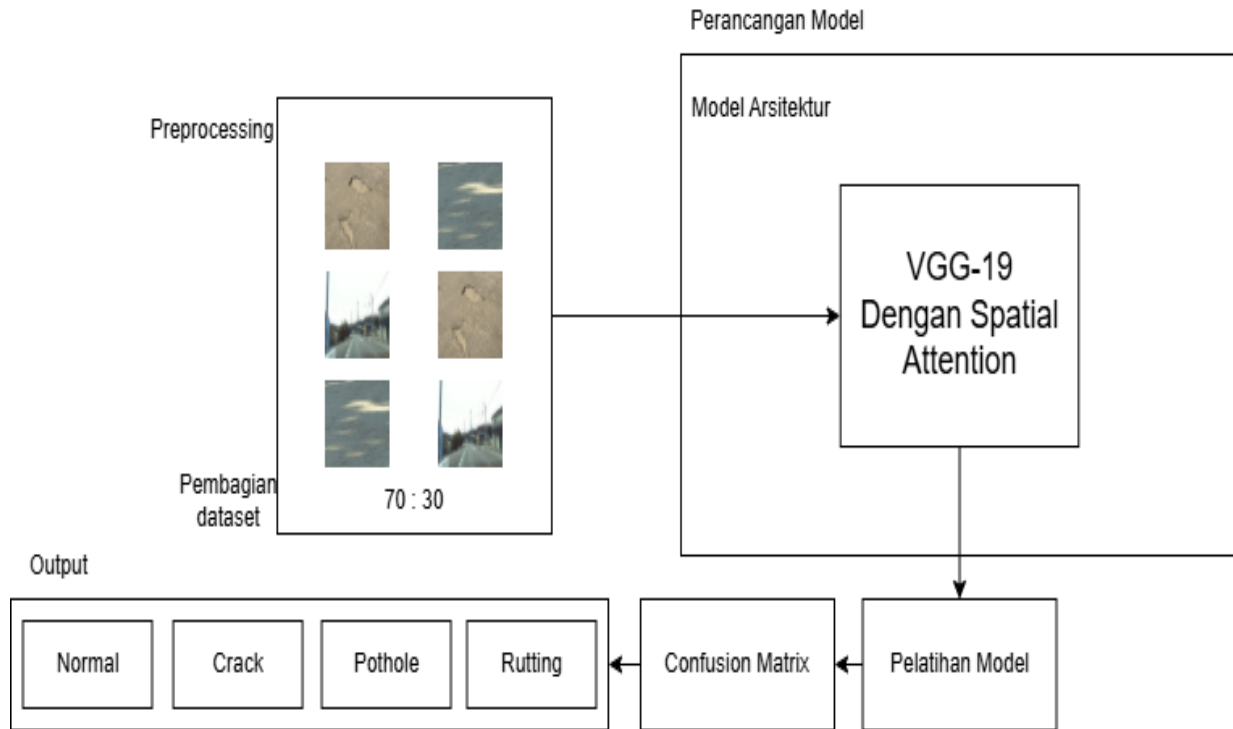 Perancangan Model
Model Arsitektur
Preprocessing
VGG-19
Dengan Spatial
Attention
Pembagian
dataset
70 : 30
Output
Normal
Crack
Pothole
Rutting
Confusion Matrix
Pelatihan Model